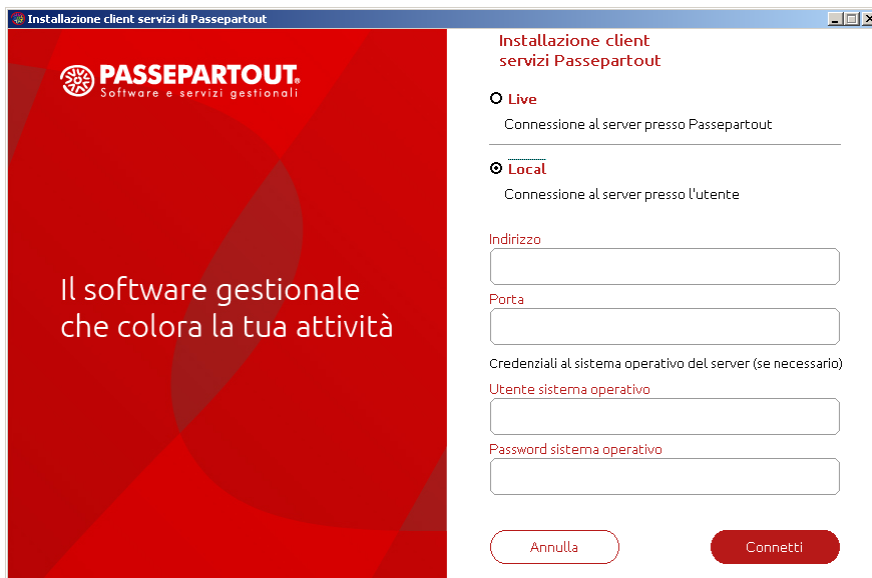 Installazione client servizi di Passepartout
PASSEPARTOUT.
Software e servizi gestionali
Il software gestionale
che colora la tua attività
Installazione client
servizi Passepartout
Live
Connessione al server presso Passepartout
Local
Connessione al server presso l'utente
Indirizzo
Porta
Credenziali al sistema operativo del server (se necessario)
Utente sistema operativo
Password sistema operativo
Annulla
Connetti